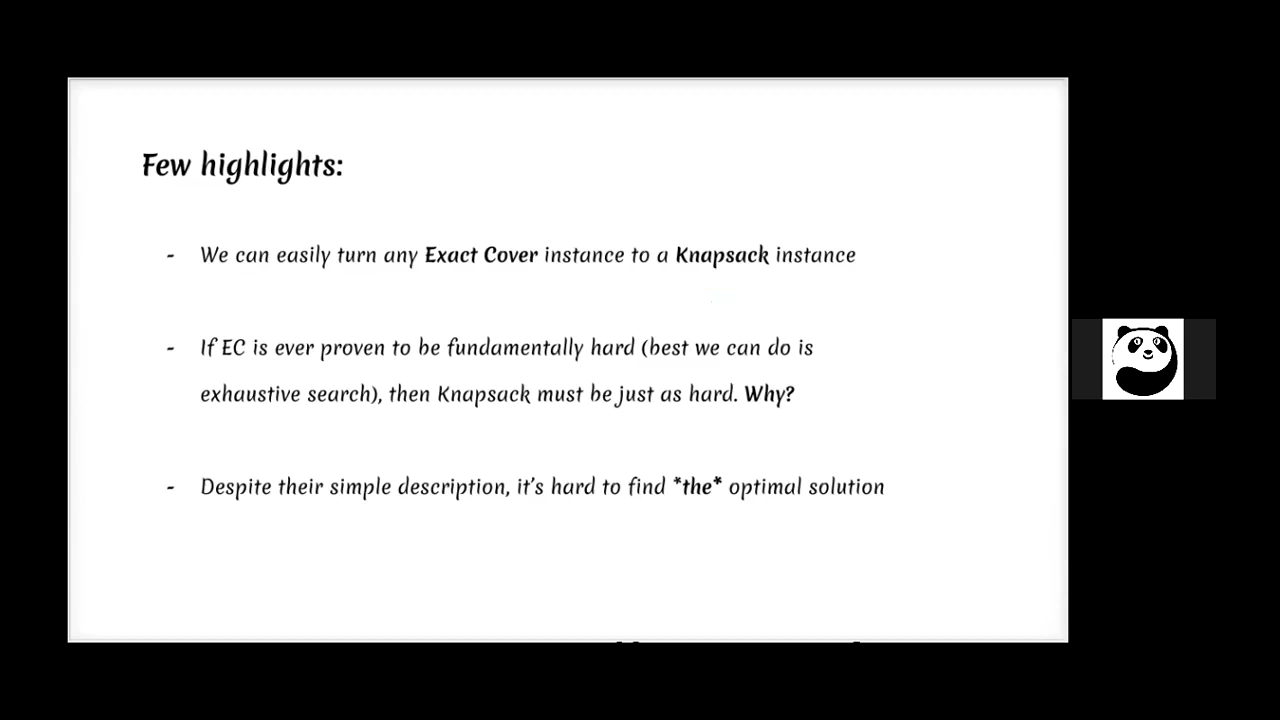 Few highlights:
- We can easily turn any Exact Cover instance to a Knapsack instance
- If EC is ever proven to be fundamentally hard (best we can do is
exhaustive search), then Knapsack must be just as hard. Why?
- Despite their simple description, it's hard to find *the* optimal solution